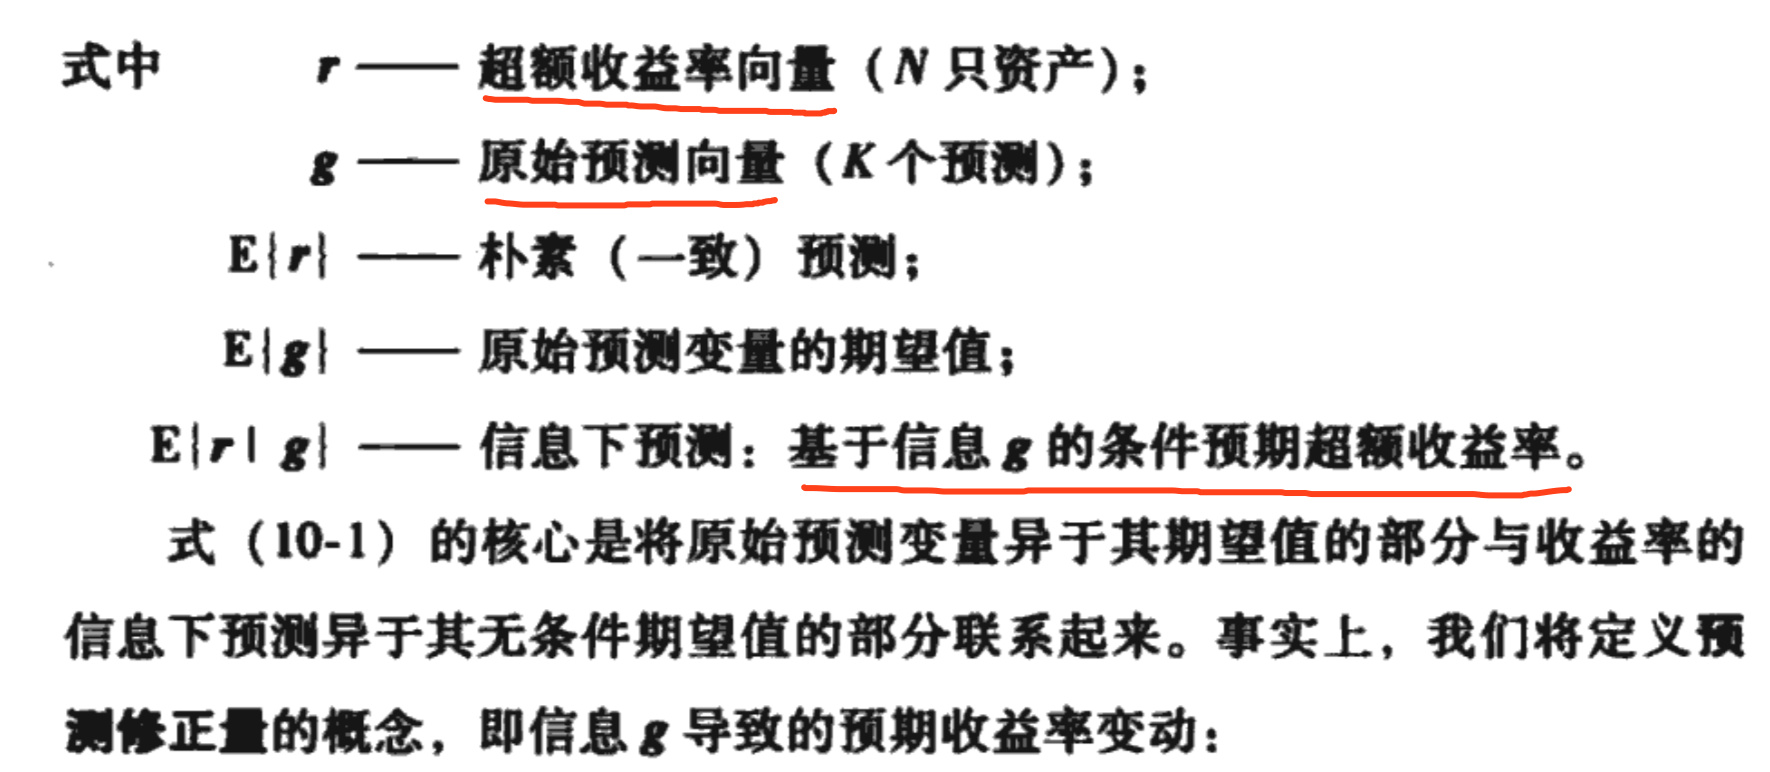 式中 r —— 超额收益率向量（N 只资产）；
g —— 原始预测向量（K 个预测）；
E{r} —— 朴素（一致）预测；
E{g} —— 原始预测变量的期望值；
E{r | g} —— 信息下预测：基于信息 g 的条件预期超额收益率。
式（10-1）的核心是将原始预测变量异于其期望值的部分与收益率的
信息下预测异于其无条件期望值的部分联系起来。事实上，我们将定义预
测修正量的概念，即信息 g 导致的预期收益率变动：